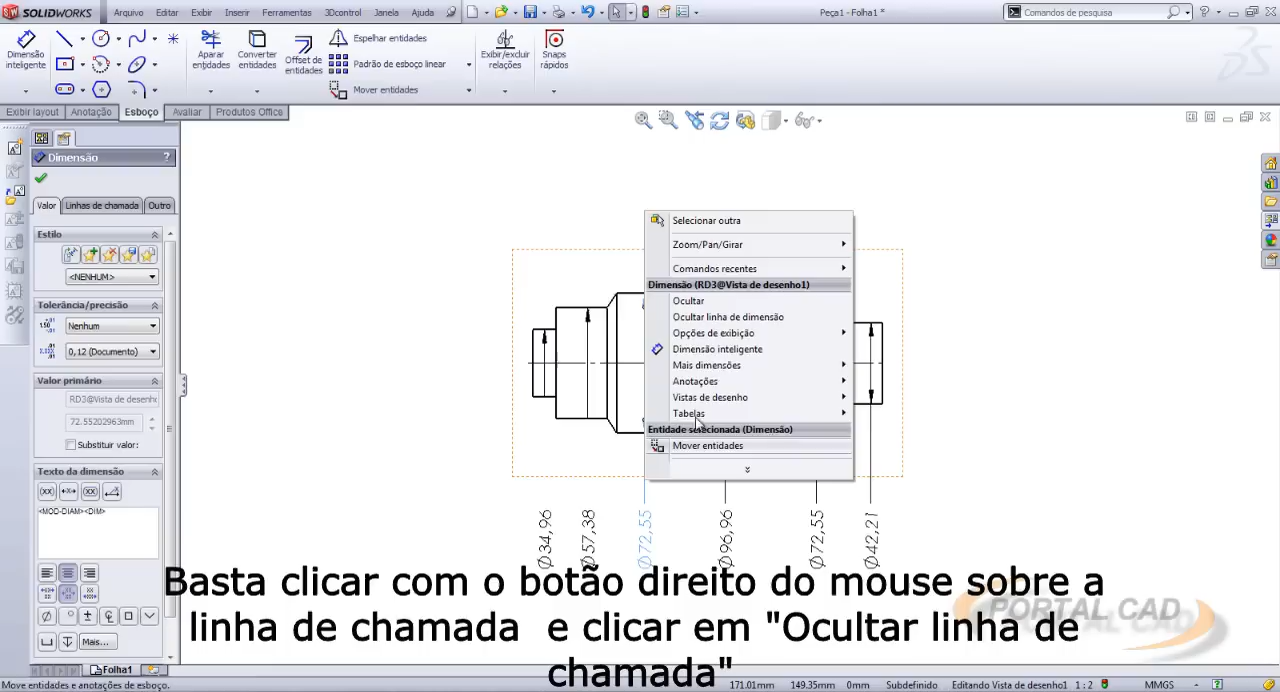 SOLIDWORKS
Arquivo Editar Exibir Inserir Ferramentas 3Dcontrol Janela Ajuda
Peça1 - Folha1 *
Comandos de pesquisa
Dimensão inteligente
Aparar entidades
Converter entidades
Offset de entidades
Espelhar entidades
Padrão de esboço linear
Mover entidades
Exibir/excluir relações
Snaps rápidos
Exibir layout Anotação Esboço Avaliar Produtos Office
Dimensão ?
Valor Linhas de chamada Outro
Estilo
<NENHUM>
Tolerância/precisão
Nenhum
0,12 (Documento)
Valor primário
RD3@Vista de desenh
72.55202963mm
Substituir valor:
Texto da dimensão
<MOD-DIAM><DIM>
Mais...
Selecionar outra
Zoom/Pan/Girar
Comandos recentes
Dimensão (RD3@Vista de desenho1)
Ocultar
Ocultar linha de dimensão
Opções de exibição
Dimensão inteligente
Mais dimensões
Anotações
Vistas de desenho
Tabelas
Entidade selecionada (Dimensão)
Mover entidades
Ø34,96
Ø57,38
Ø72,55
Ø96,96
Ø72,55
Ø42,21
Basta clicar com o botão direito do mouse sobre a
linha de chamada e clicar em "Ocultar linha de
chamada"
PORTAL CAD
Folha1
Move entidades e anotações de esboço.
171.01mm 149.35mm 0mm Subdefinido Editando Vista de desenho1 1 : 2 MMGS